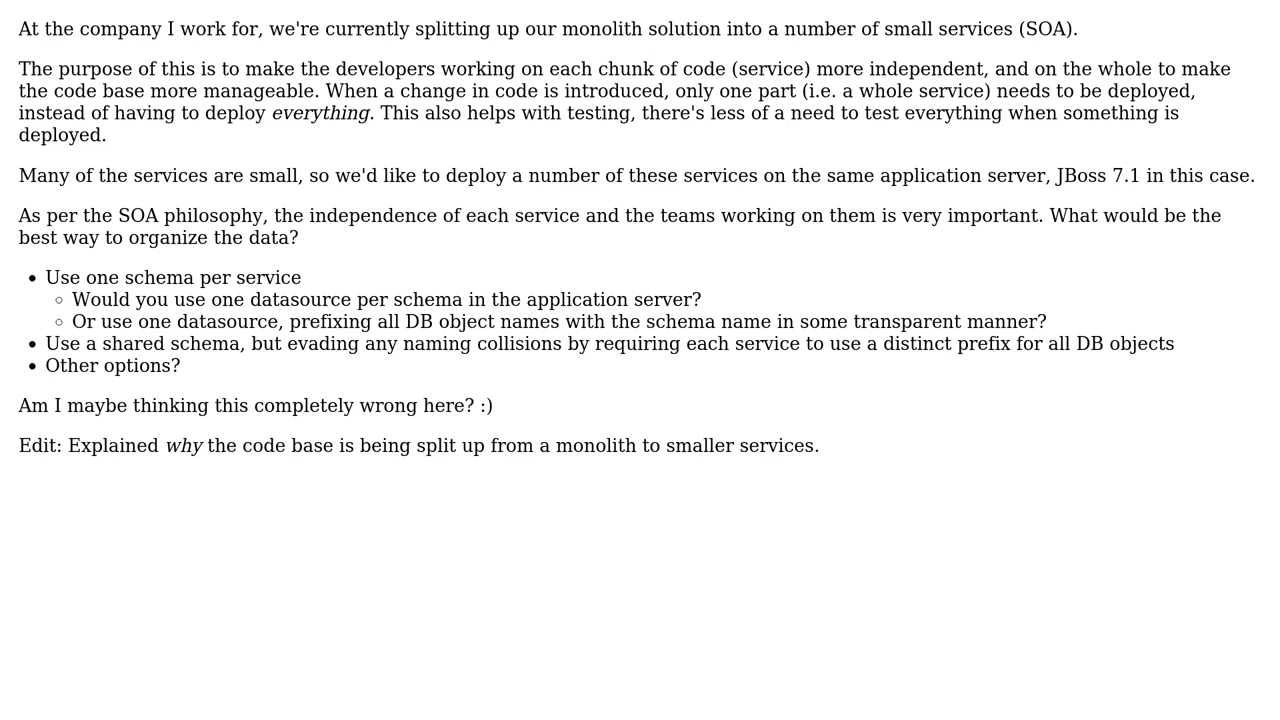 At the company I work for, we're currently splitting up our monolith solution into a number of small services (SOA).
The purpose of this is to make the developers working on each chunk of code (service) more independent, and on the whole to make
the code base more manageable. When a change in code is introduced, only one part (i.e. a whole service) needs to be deployed,
instead of having to deploy everything. This also helps with testing, there's less of a need to test everything when something is
deployed.
Many of the services are small, so we'd like to deploy a number of these services on the same application server, JBoss 7.1 in this case.
As per the SOA philosophy, the independence of each service and the teams working on them is very important. What would be the
best way to organize the data?
• Use one schema per service
◦ Would you use one datasource per schema in the application server?
◦ Or use one datasource, prefixing all DB object names with the schema name in some transparent manner?
• Use a shared schema, but evading any naming collisions by requiring each service to use a distinct prefix for all DB objects
• Other options?
Am I maybe thinking this completely wrong here? :)
Edit: Explained why the code base is being split up from a monolith to smaller services.